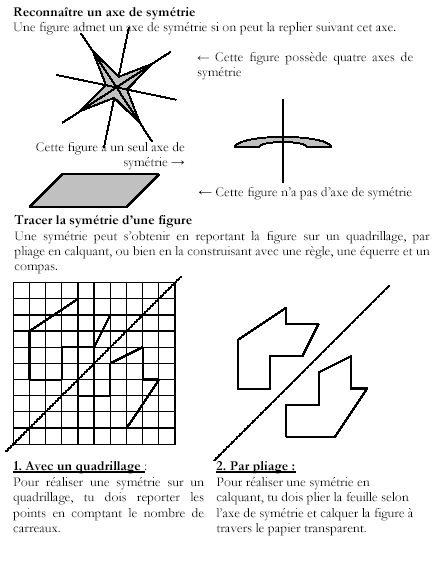 Reconnaître un axe de symétrie
Une figure admet un axe de symétrie si on peut la replier suivant cet axe.
← Cette figure possède quatre axes de
symétrie
Cette figure a un seul axe de
symétrie →
← Cette figure n'a pas d'axe de symétrie
Tracer la symétrie d'une figure
Une symétrie peut s'obtenir en reportant la figure sur un quadrillage, par
pliage en calquant, ou bien en la construisant avec une règle, une équerre et un
compas.
1. Avec un quadrillage :
Pour réaliser une symétrie sur un
quadrillage, tu dois reporter les
points en comptant le nombre de
carreaux.
2. Par pliage :
Pour réaliser une symétrie en
calquant, tu dois plier la feuille selon
l'axe de symétrie et calquer la figure à
travers le papier transparent.